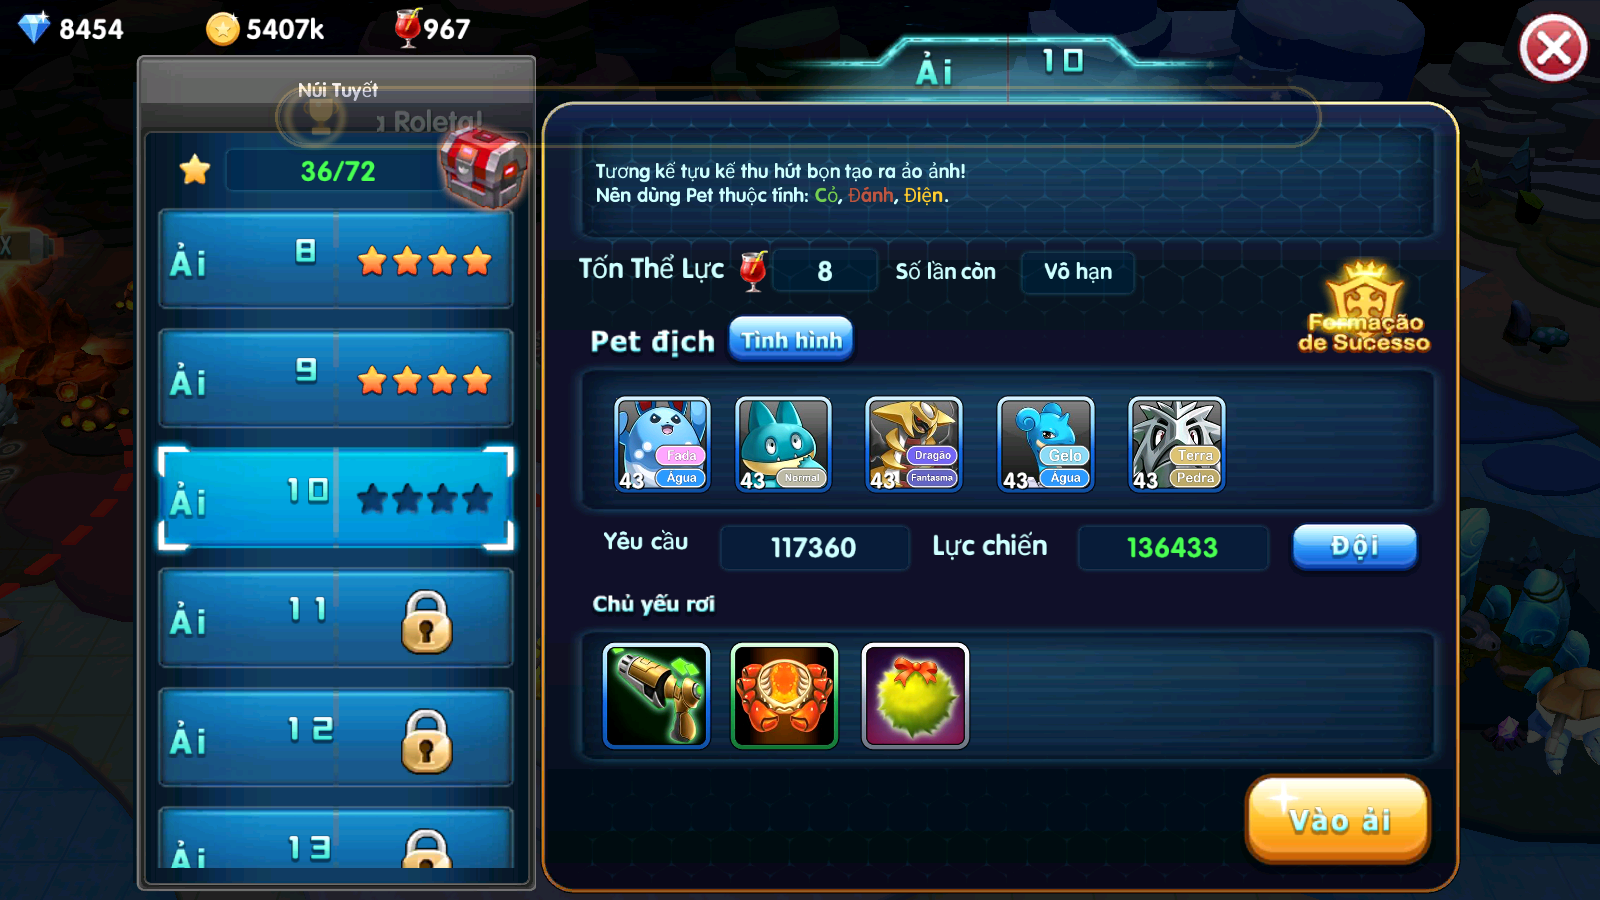 8454
5407k
967
Ải 10
Núi Tuyết
Roleta!
36/72
Ải 8
Ải 9
Ải 10
Ải 11
Ải 12
Ải 13
Tương kế tựu kế thu hút bọn tạo ra ảo ảnh!
Nên dùng Pet thuộc tính: Cỏ, Đánh, Điện.
Tốn Thể Lực 8 Số lần còn Vô hạn
Formação
de Sucesso
Pet địch Tình hình
Fada
43 Água
43 Normal
Dragão
43 Fantasma
Gelo
43 Água
Terra
43 Pedra
Yêu cầu 117360 Lực chiến 136433 Đội
Chủ yếu rơi
Vào ải